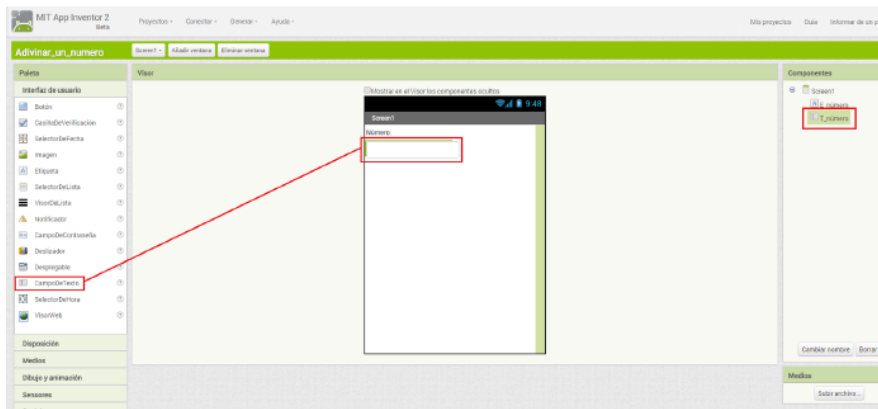 MIT App Inventor 2
Beta
Proyectos Conectar Generar Ayuda
Mis proyectos Guía Informar de un p
Adivinar_un_numero
Screen1 Añadir ventana Eliminar ventana
Paleta
Interfaz de usuario
Botón
CasillaDeVerificación
SelectorDeFecha
Imagen
Etiqueta
SelectorDeLista
VisorDeLista
Notificador
CampoDeContraseña
Deslizador
Desplegable
CampoDeTexto
SelectorDeHora
VisorWeb
Disposición
Medios
Dibujo y animación
Sensores
Visor
Mostrar en el Visor los componentes ocultos
9:48
Screen1
Número:
Componentes
Screen1
E_número
T_número
Cambiar nombre Borrar
Medios
Subir archivo...